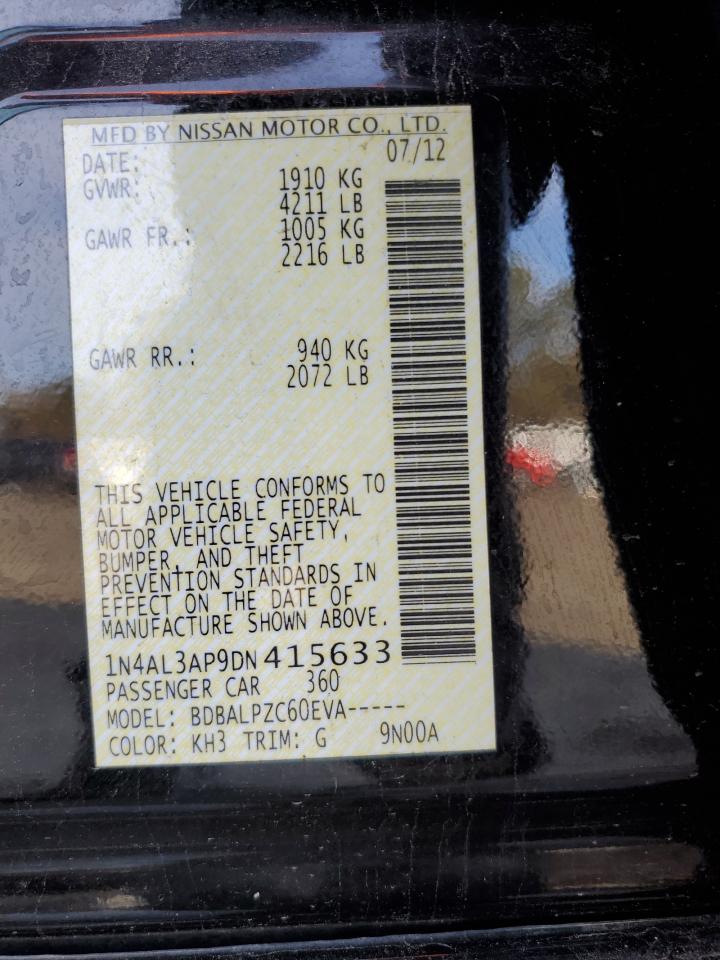 MFD BY NISSAN MOTOR CO., LTD.
DATE: 07/12
GVWR: 1910 KG
4211 LB
GAWR FR.: 1005 KG
2216 LB
GAWR RR.: 940 KG
2072 LB
THIS VEHICLE CONFORMS TO
ALL APPLICABLE FEDERAL
MOTOR VEHICLE SAFETY,
BUMPER, AND THEFT
PREVENTION STANDARDS IN
EFFECT ON THE DATE OF
MANUFACTURE SHOWN ABOVE.
1N4AL3AP9DN415633
PASSENGER CAR 360
MODEL: BDBALPZC60EVA-----
COLOR: KH3 TRIM: G 9N00A